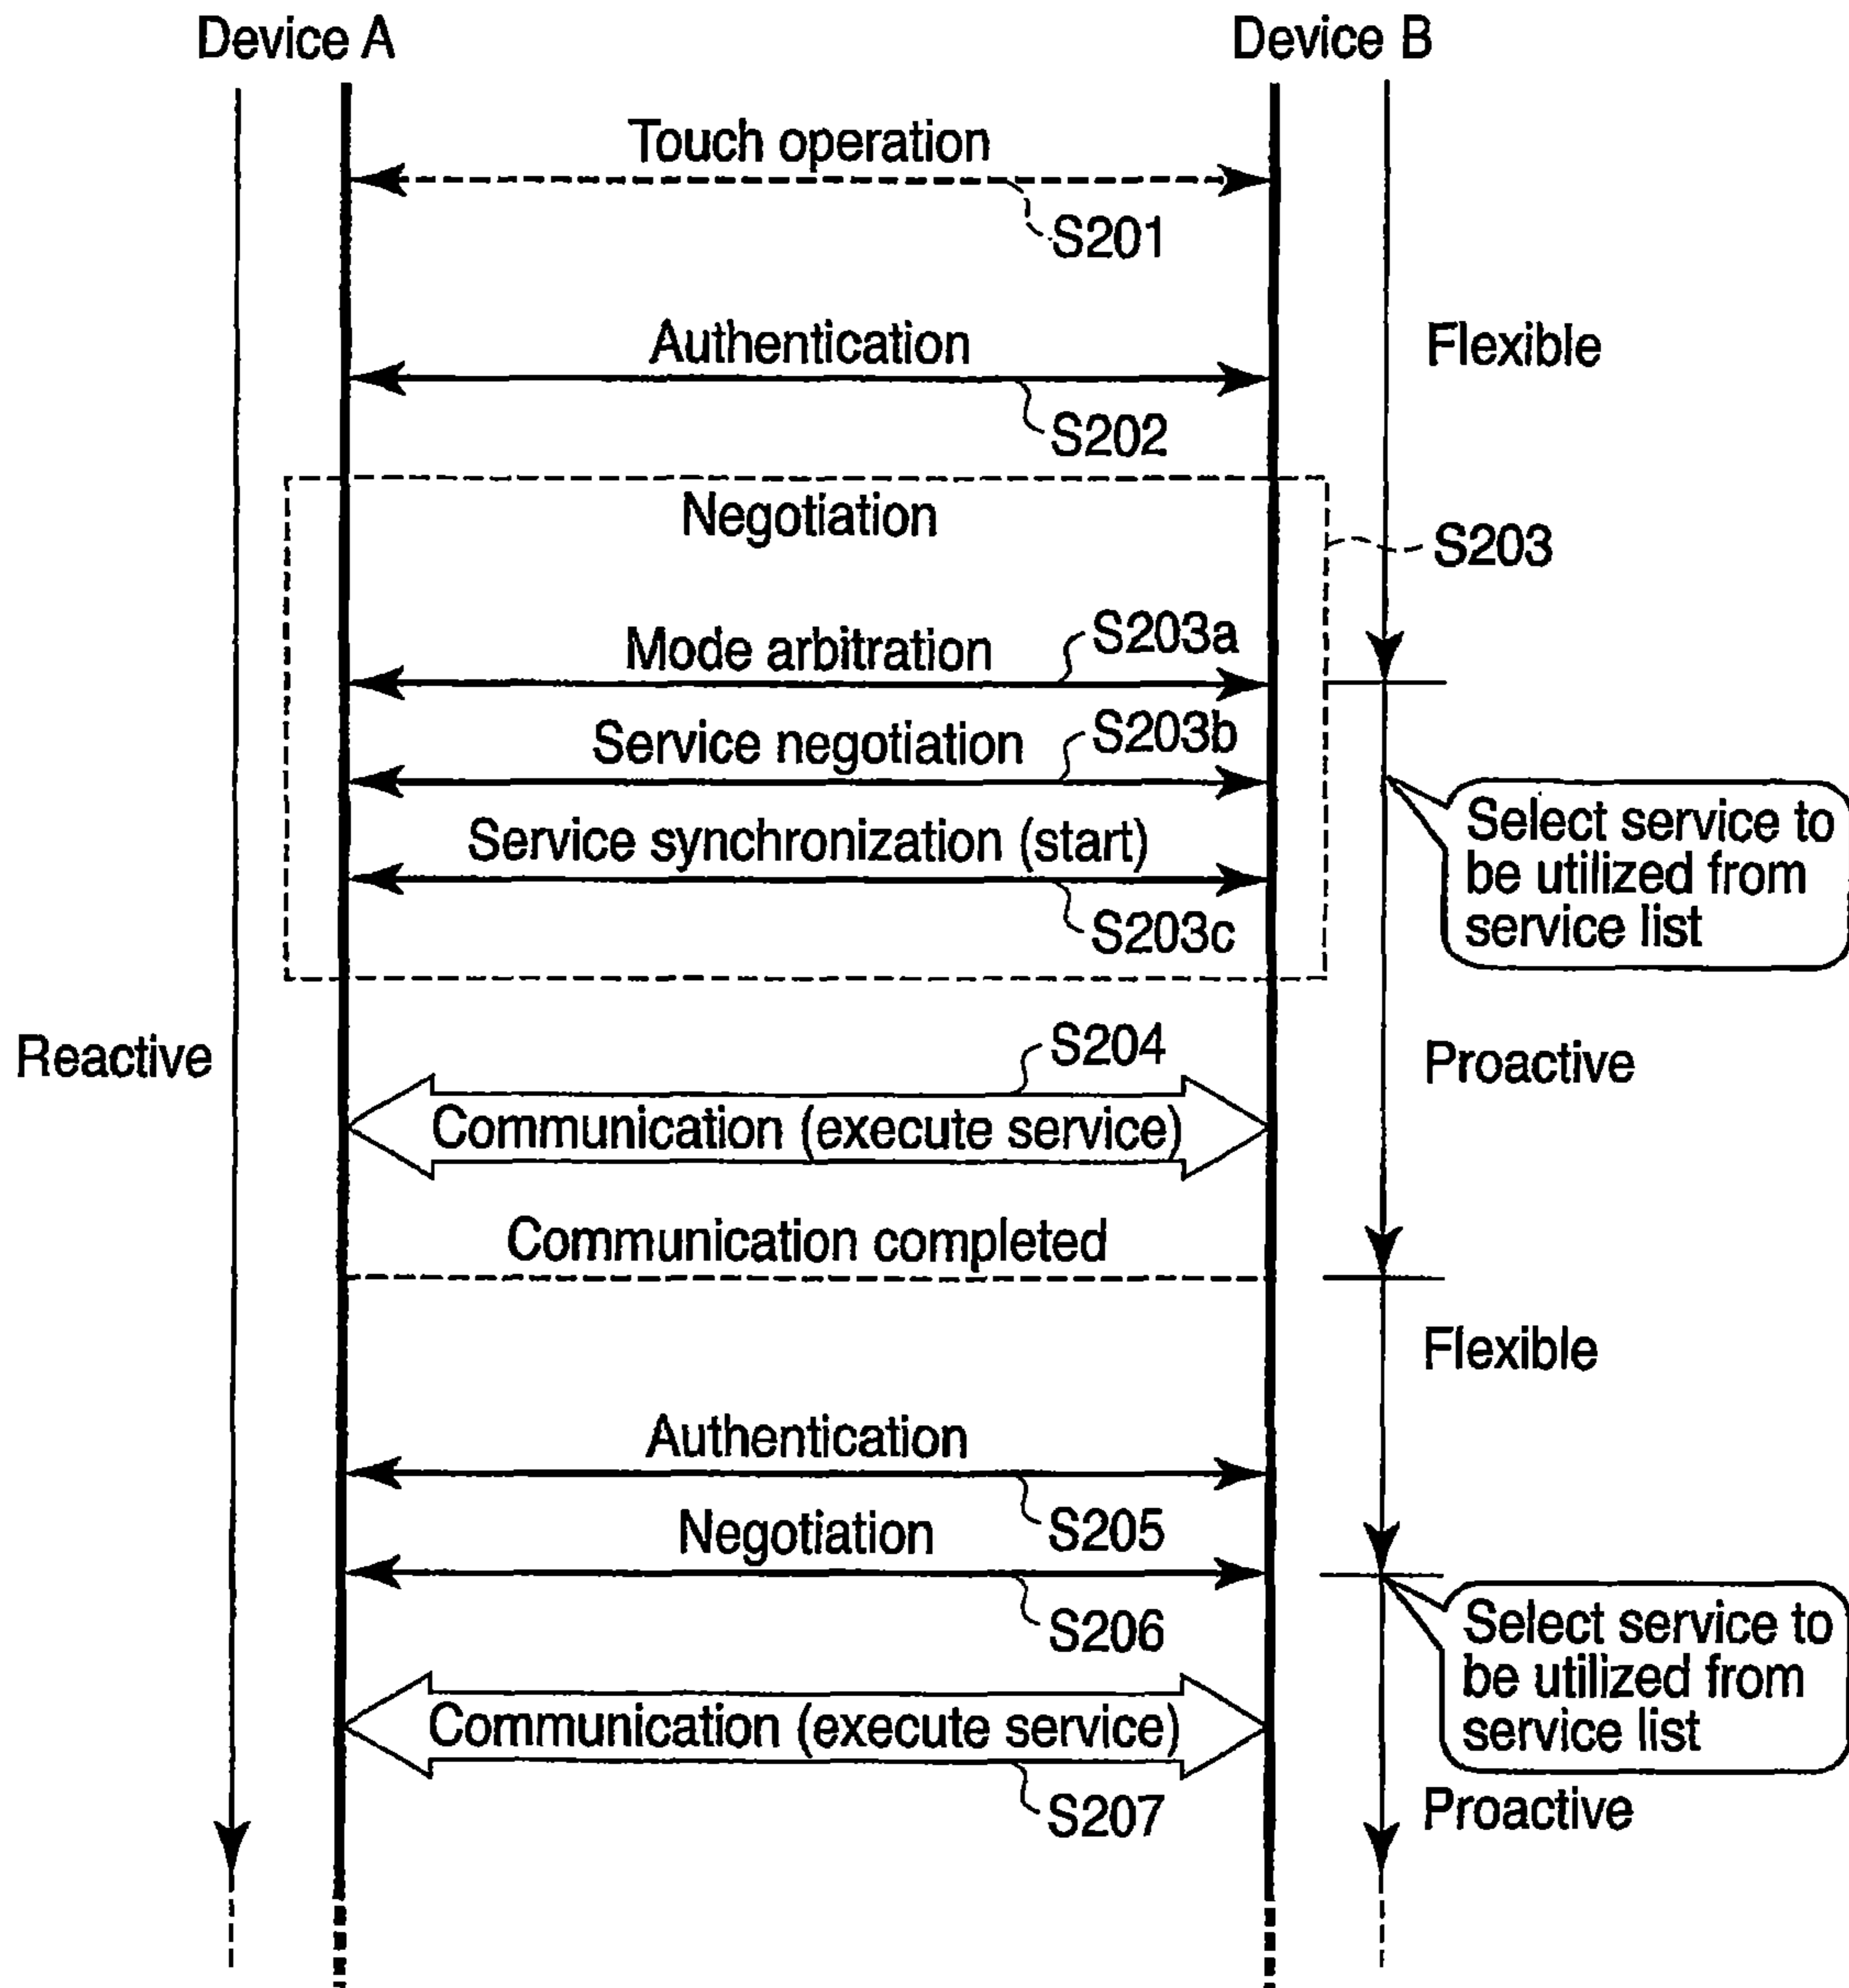 Device A
Device B
Touch operation
S201
Authentication
Flexible
S202
Negotiation
S203
Mode arbitration
S203a
Service negotiation
S203b
Select service to
be utilized from
service list
Service synchronization (start)
S203c
Reactive
S204
Proactive
Communication (execute service)
Communication completed
Flexible
Authentication
S205
Negotiation
S206
Select service to
be utilized from
service list
Communication (execute service)
S207
Proactive